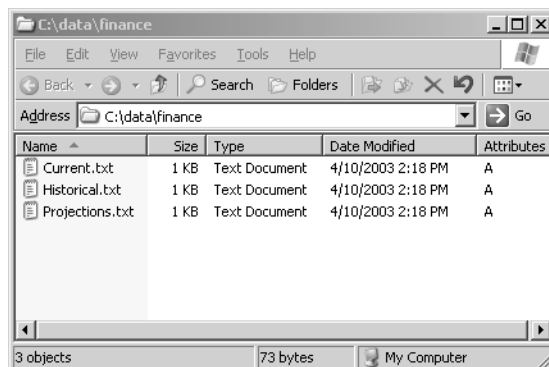 C:\data\finance
File Edit View Favorites Tools Help
Back Search Folders
Address C:\data\finance Go
Name Size Type Date Modified Attributes
Current.txt 1 KB Text Document 4/10/2003 2:18 PM A
Historical.txt 1 KB Text Document 4/10/2003 2:18 PM A
Projections.txt 1 KB Text Document 4/10/2003 2:18 PM A
3 objects 73 bytes My Computer